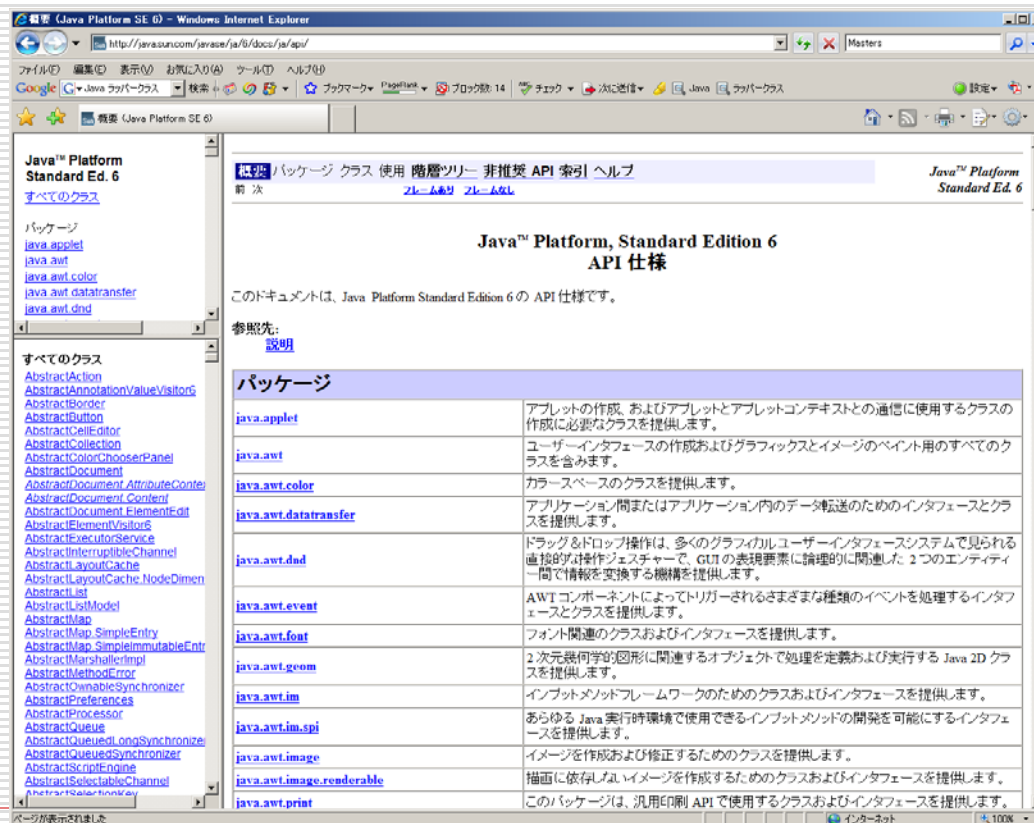 概要 (Java Platform SE 6) - Windows Internet Explorer
http://java.sun.com/javase/ja/6/docs/ja/api/
Masters
ファイル(F) 編集(E) 表示(V) お気に入り(A) ツール(T) ヘルプ(H)
Google Java ラッパークラス 検索 ブックマーク PageRank ブロック数: 14 チェック 次に送信 Java ラッパークラス 設定
概要 (Java Platform SE 6)
Java™ Platform
Standard Ed. 6
すべてのクラス
パッケージ
java.applet
java.awt
java.awt.color
java.awt.datatransfer
java.awt.dnd
すべてのクラス
AbstractAction
AbstractAnnotationValueVisitor6
AbstractBorder
AbstractButton
AbstractCellEditor
AbstractCollection
AbstractColorChooserPanel
AbstractDocument
AbstractDocument.AttributeContex
AbstractDocument.Content
AbstractDocument.ElementEdit
AbstractElementVisitor6
AbstractExecutorService
AbstractInterruptibleChannel
AbstractLayoutCache
AbstractLayoutCache.NodeDimen
AbstractList
AbstractListModel
AbstractMap
AbstractMap.SimpleEntry
AbstractMap.SimpleImmutableEntr
AbstractMarshallerImpl
AbstractMethodError
AbstractOwnableSynchronizer
AbstractPreferences
AbstractProcessor
AbstractQueue
AbstractQueuedLongSynchronizer
AbstractQueuedSynchronizer
AbstractScriptEngine
AbstractSelectableChannel
AbstractSelectionKey
概要 パッケージ クラス 使用 階層ツリー 非推奨 API 索引 ヘルプ
前 次 フレームあり フレームなし
Java™ Platform
Standard Ed. 6
Java™ Platform, Standard Edition 6
API 仕様
このドキュメントは、Java Platform Standard Edition 6 の API 仕様です。
参照先:
説明
パッケージ
java.applet アプレットの作成、およびアプレットとアプレットコンテキストとの通信に使用するクラスの
作成に必要なクラスを提供します。
java.awt ユーザーインタフェースの作成およびグラフィックスとイメージのペイント用のすべてのク
ラスを含みます。
java.awt.color カラースペースのクラスを提供します。
java.awt.datatransfer アプリケーション間またはアプリケーション内のデータ転送のためのインタフェースとクラ
スを提供します。
java.awt.dnd ドラッグ&ドロップ操作は、多くのグラフィカルユーザーインタフェースシステムで見られる
直接的な操作ジェスチャーで、GUI の表現要素に論理的に関連した 2 つのエンティティ
ー間で情報を変換する機構を提供します。
java.awt.event AWT コンポーネントによってトリガーされるさまざまな種類のイベントを処理するインタフ
ェースとクラスを提供します。
java.awt.font フォント関連のクラスおよびインタフェースを提供します。
java.awt.geom 2 次元幾何学的図形に関連するオブジェクトで処理を定義および実行する Java 2D クラ
スを提供します。
java.awt.im インプットメソッドフレームワークのためのクラスおよびインタフェースを提供します。
java.awt.im.spi あらゆる Java 実行時環境で使用できるインプットメソッドの開発を可能にするインタフェ
ースを提供します。
java.awt.image イメージを作成および修正するためのクラスを提供します。
java.awt.image.renderable 描画に依存しないイメージを作成するためのクラスおよびインタフェースを提供します。
java.awt.print このパッケージは、汎用印刷 API で使用するクラスおよびインタフェースを提供します。
ページが表示されました インターネット 100%